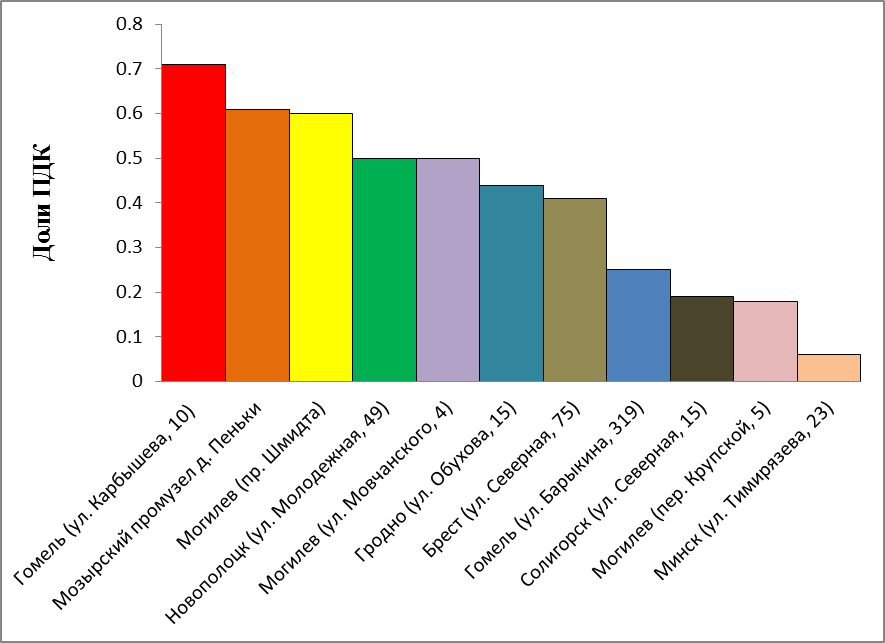 Доли ПДК
0.8
0.7
0.6
0.5
0.4
0.3
0.2
0.1
0
Гомель (ул. Карбышева, 10)
Мозырский промузел д. Пеньки
Могилев (пр. Шмидта)
Новополоцк (ул. Молодежная, 49)
Могилев (ул. Мовчанского, 4)
Гродно (ул. Обухова, 15)
Брест (ул. Северная, 75)
Гомель (ул. Барыкина, 319)
Солигорск (ул. Северная, 15)
Могилев (пер. Крупской, 5)
Минск (ул. Тимирязева, 23)